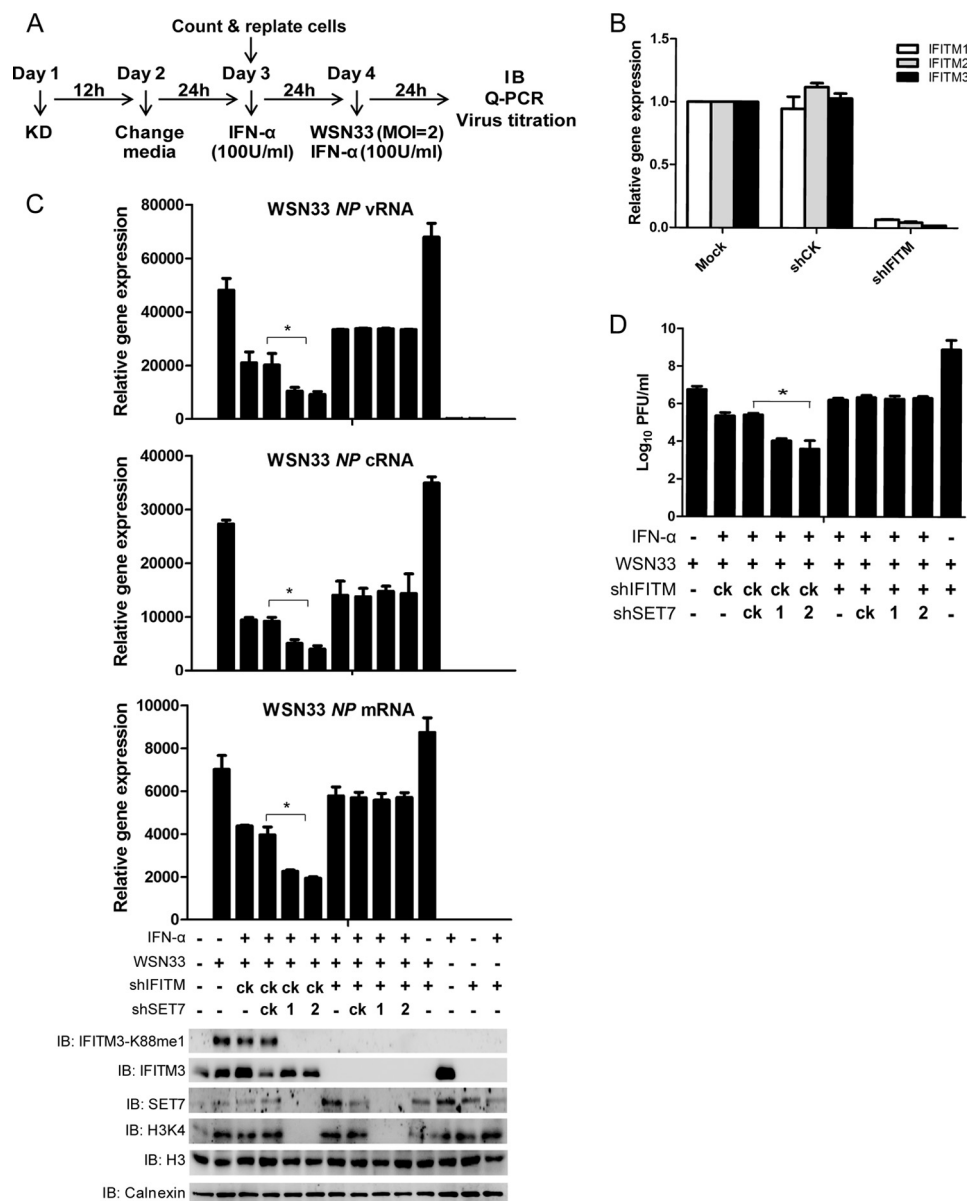 A
Count & replate cells
Day 1 12h Day 2 24h Day 3 24h Day 4 24h
KD
Change
media
IFN-α
(100U/ml)
WSN33 (MOI=2)
IFN-α (100U/ml)
IB
Q-PCR
Virus titration
B
Relative gene expression
1.5
1.0
0.5
0.0
Mock
shCK
shIFITM
IFITM1
IFITM2
IFITM3
C
WSN33 NP vRNA
Relative gene expression
80000
60000
40000
20000
0
*
WSN33 NP cRNA
Relative gene expression
40000
30000
20000
10000
0
*
WSN33 NP mRNA
Relative gene expression
10000
8000
6000
4000
2000
0
*
IFN-α - - + + + + + + + + - + - +
WSN33 - + + + + + + + + + + - - -
shIFITM - - ck ck ck ck + + + + + - + +
shSET7 - - - ck 1 2 - ck 1 2 - - - -
IB: IFITM3-K88me1
IB: IFITM3
IB: SET7
IB: H3K4
IB: H3
IB: Calnexin
D
Log10 PFU/ml
10
8
6
4
2
0
*
IFN-α - + + + + + + + + -
WSN33 + + + + + + + + + +
shIFITM - ck ck ck ck + + + + +
shSET7 - - ck 1 2 - ck 1 2 -